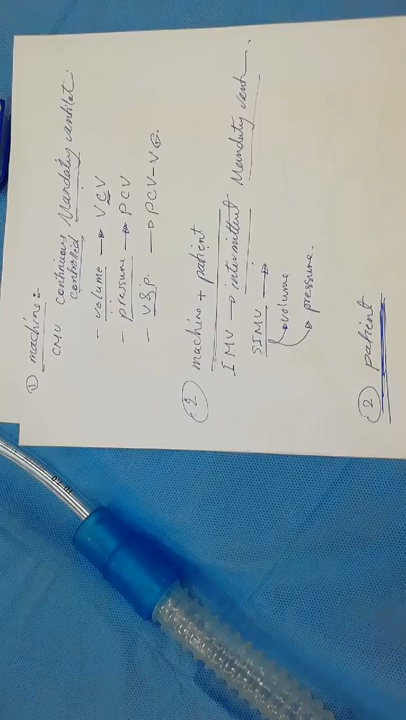 ① machine:-
CMV continuous Mandatory ventilat.
controlled
- volume → VCV
- pressure → PCV
- V&P. → PCV-VG.
② machine + patient
IMV → intermittent Mandatory vent.
SIMV →
→ volume
→ pressure.
② patient